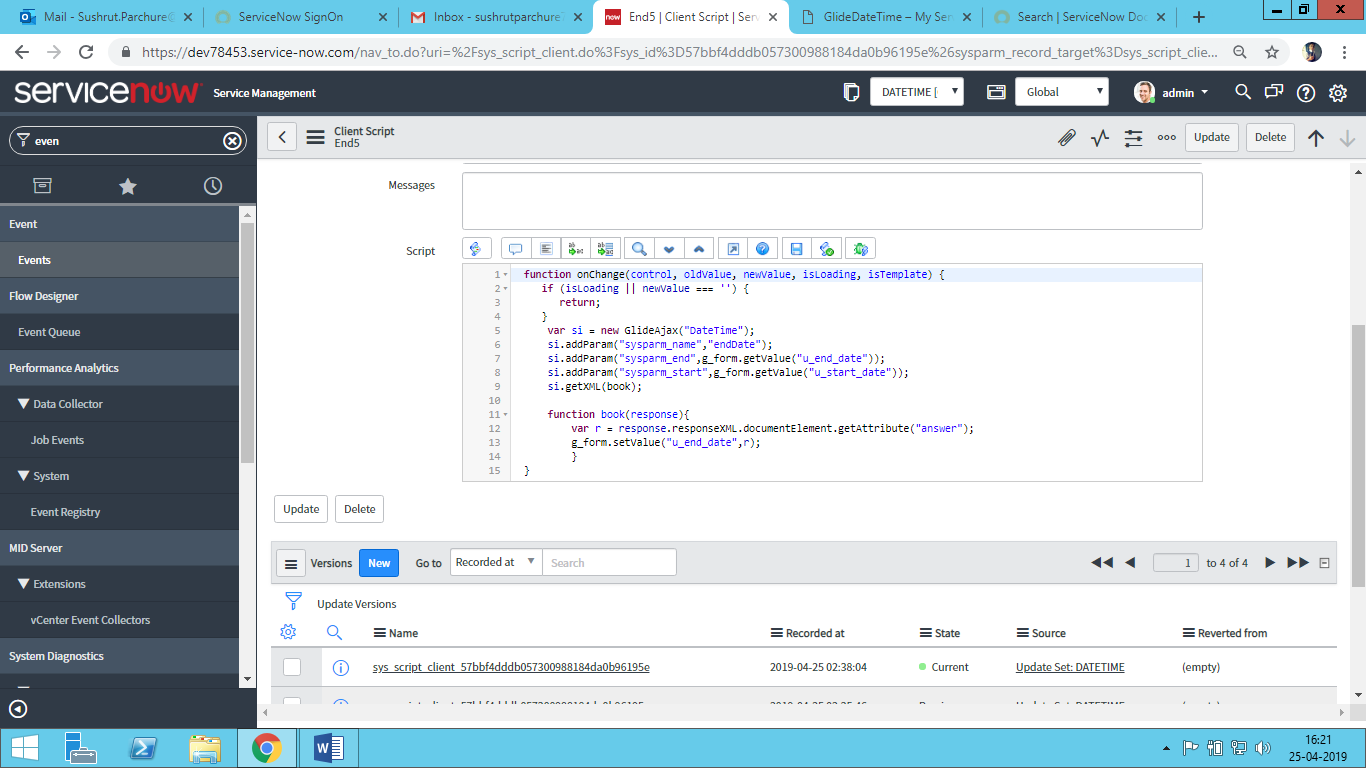 Mail - Sushrut.Parchure
ServiceNow SignOn
Inbox - sushrutparchure
End5 | Client Script | Serv
GlideDateTime – My Ser
Search | ServiceNow Doc
https://dev78453.service-now.com/nav_to.do?uri=%2Fsys_script_client.do%3Fsys_id%3D57bbf4dddb057300988184da0b96195e%26sysparm_record_target%3Dsys_script_clie...
servicenow Service Management
DATETIME [
Global
admin
even
Client Script
End5
Update
Delete
Event
Events
Flow Designer
Event Queue
Performance Analytics
Data Collector
Job Events
System
Event Registry
MID Server
Extensions
vCenter Event Collectors
System Diagnostics
Messages
Script
1 function onChange(control, oldValue, newValue, isLoading, isTemplate) {
2 if (isLoading || newValue === '') {
3 return;
4 }
5 var si = new GlideAjax("DateTime");
6 si.addParam("sysparm_name","endDate");
7 si.addParam("sysparm_end",g_form.getValue("u_end_date"));
8 si.addParam("sysparm_start",g_form.getValue("u_start_date"));
9 si.getXML(book);
10
11 function book(response){
12 var r = response.responseXML.documentElement.getAttribute("answer");
13 g_form.setValue("u_end_date",r);
14 }
15 }
Update
Delete
Versions New Go to Recorded at Search 1 to 4 of 4
Update Versions
Name Recorded at State Source Reverted from
sys_script_client_57bbf4dddb057300988184da0b96195e 2019-04-25 02:38:04 Current Update Set: DATETIME (empty)
16:21
25-04-2019